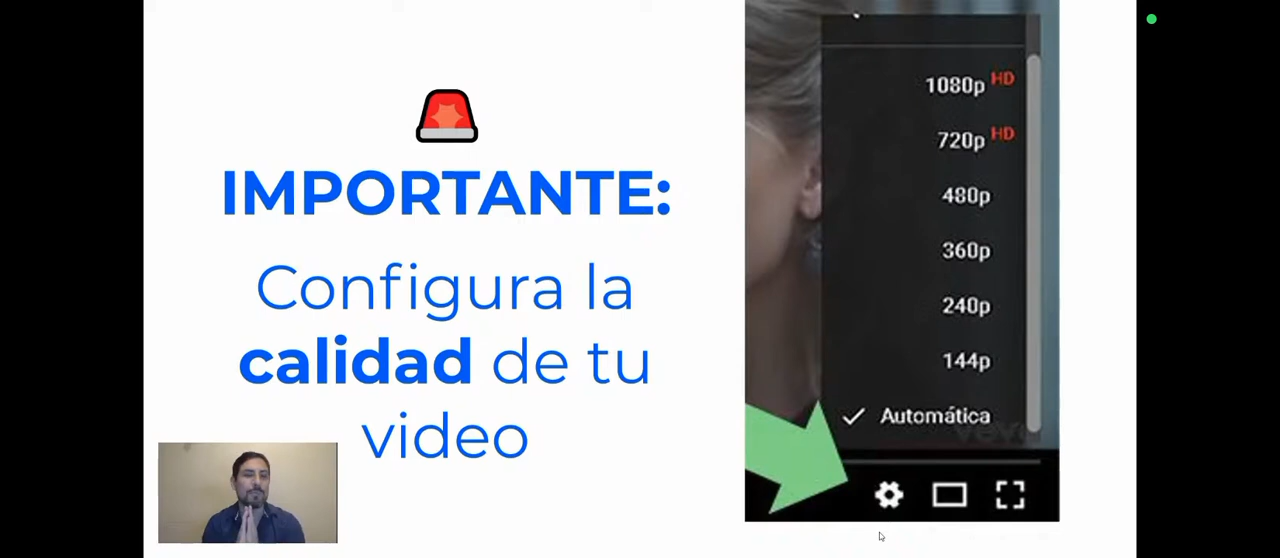 IMPORTANTE:
Configura la
calidad de tu
video
1080p HD
720p HD
480p
360p
240p
144p
Automática